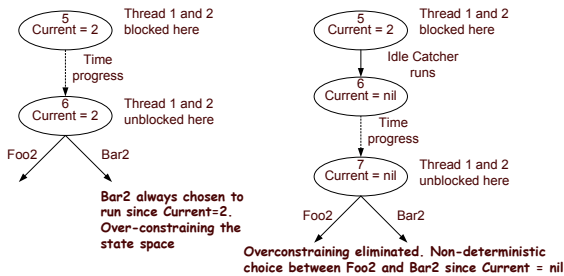 5
Current = 2
Thread 1 and 2
blocked here
Time
progress
6
Current = 2
Thread 1 and 2
unblocked here
Foo2
Bar2
Bar2 always chosen to
run since Current=2.
Over-constraining the
state space
5
Current = 2
Thread 1 and 2
blocked here
Idle Catcher
runs
6
Current = nil
Time
progress
7
Current = nil
Thread 1 and 2
unblocked here
Foo2
Bar2
Overconstraining eliminated. Non-deterministic
choice between Foo2 and Bar2 since Current = nil